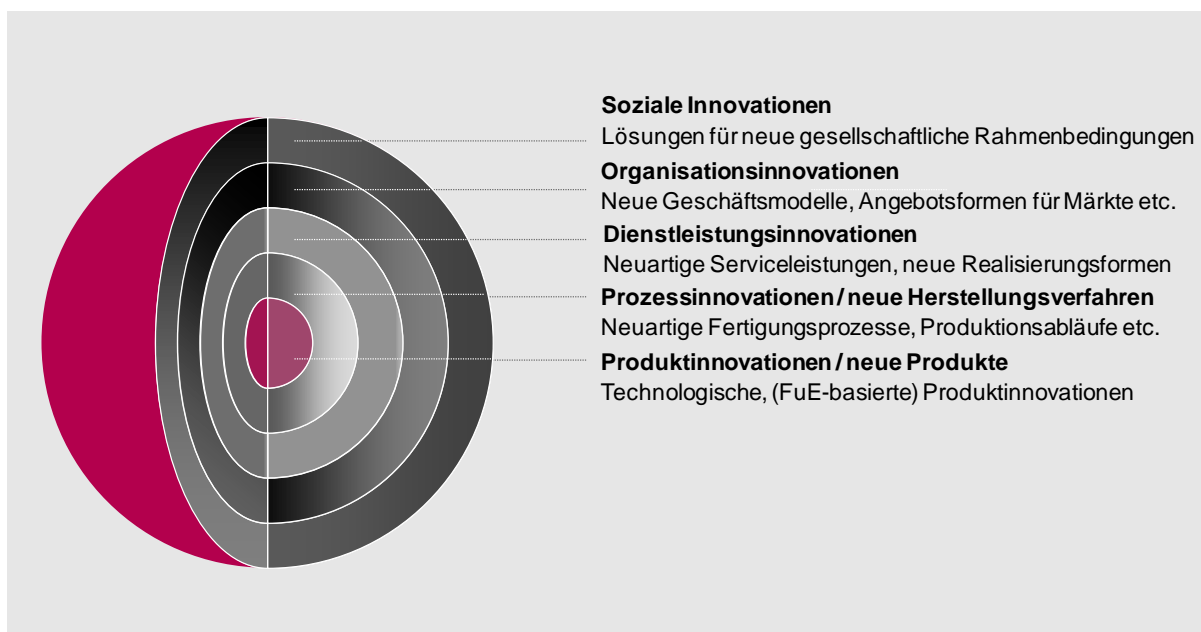 Soziale Innovationen
Lösungen für neue gesellschaftliche Rahmenbedingungen
Organisationsinnovationen
Neue Geschäftsmodelle, Angebotsformen für Märkte etc.
Dienstleistungsinnovationen
Neuartige Serviceleistungen, neue Realisierungsformen
Prozessinnovationen / neue Herstellungsverfahren
Neuartige Fertigungsprozesse, Produktionsabläufe etc.
Produktinnovationen / neue Produkte
Technologische, (FuE-basierte) Produktinnovationen